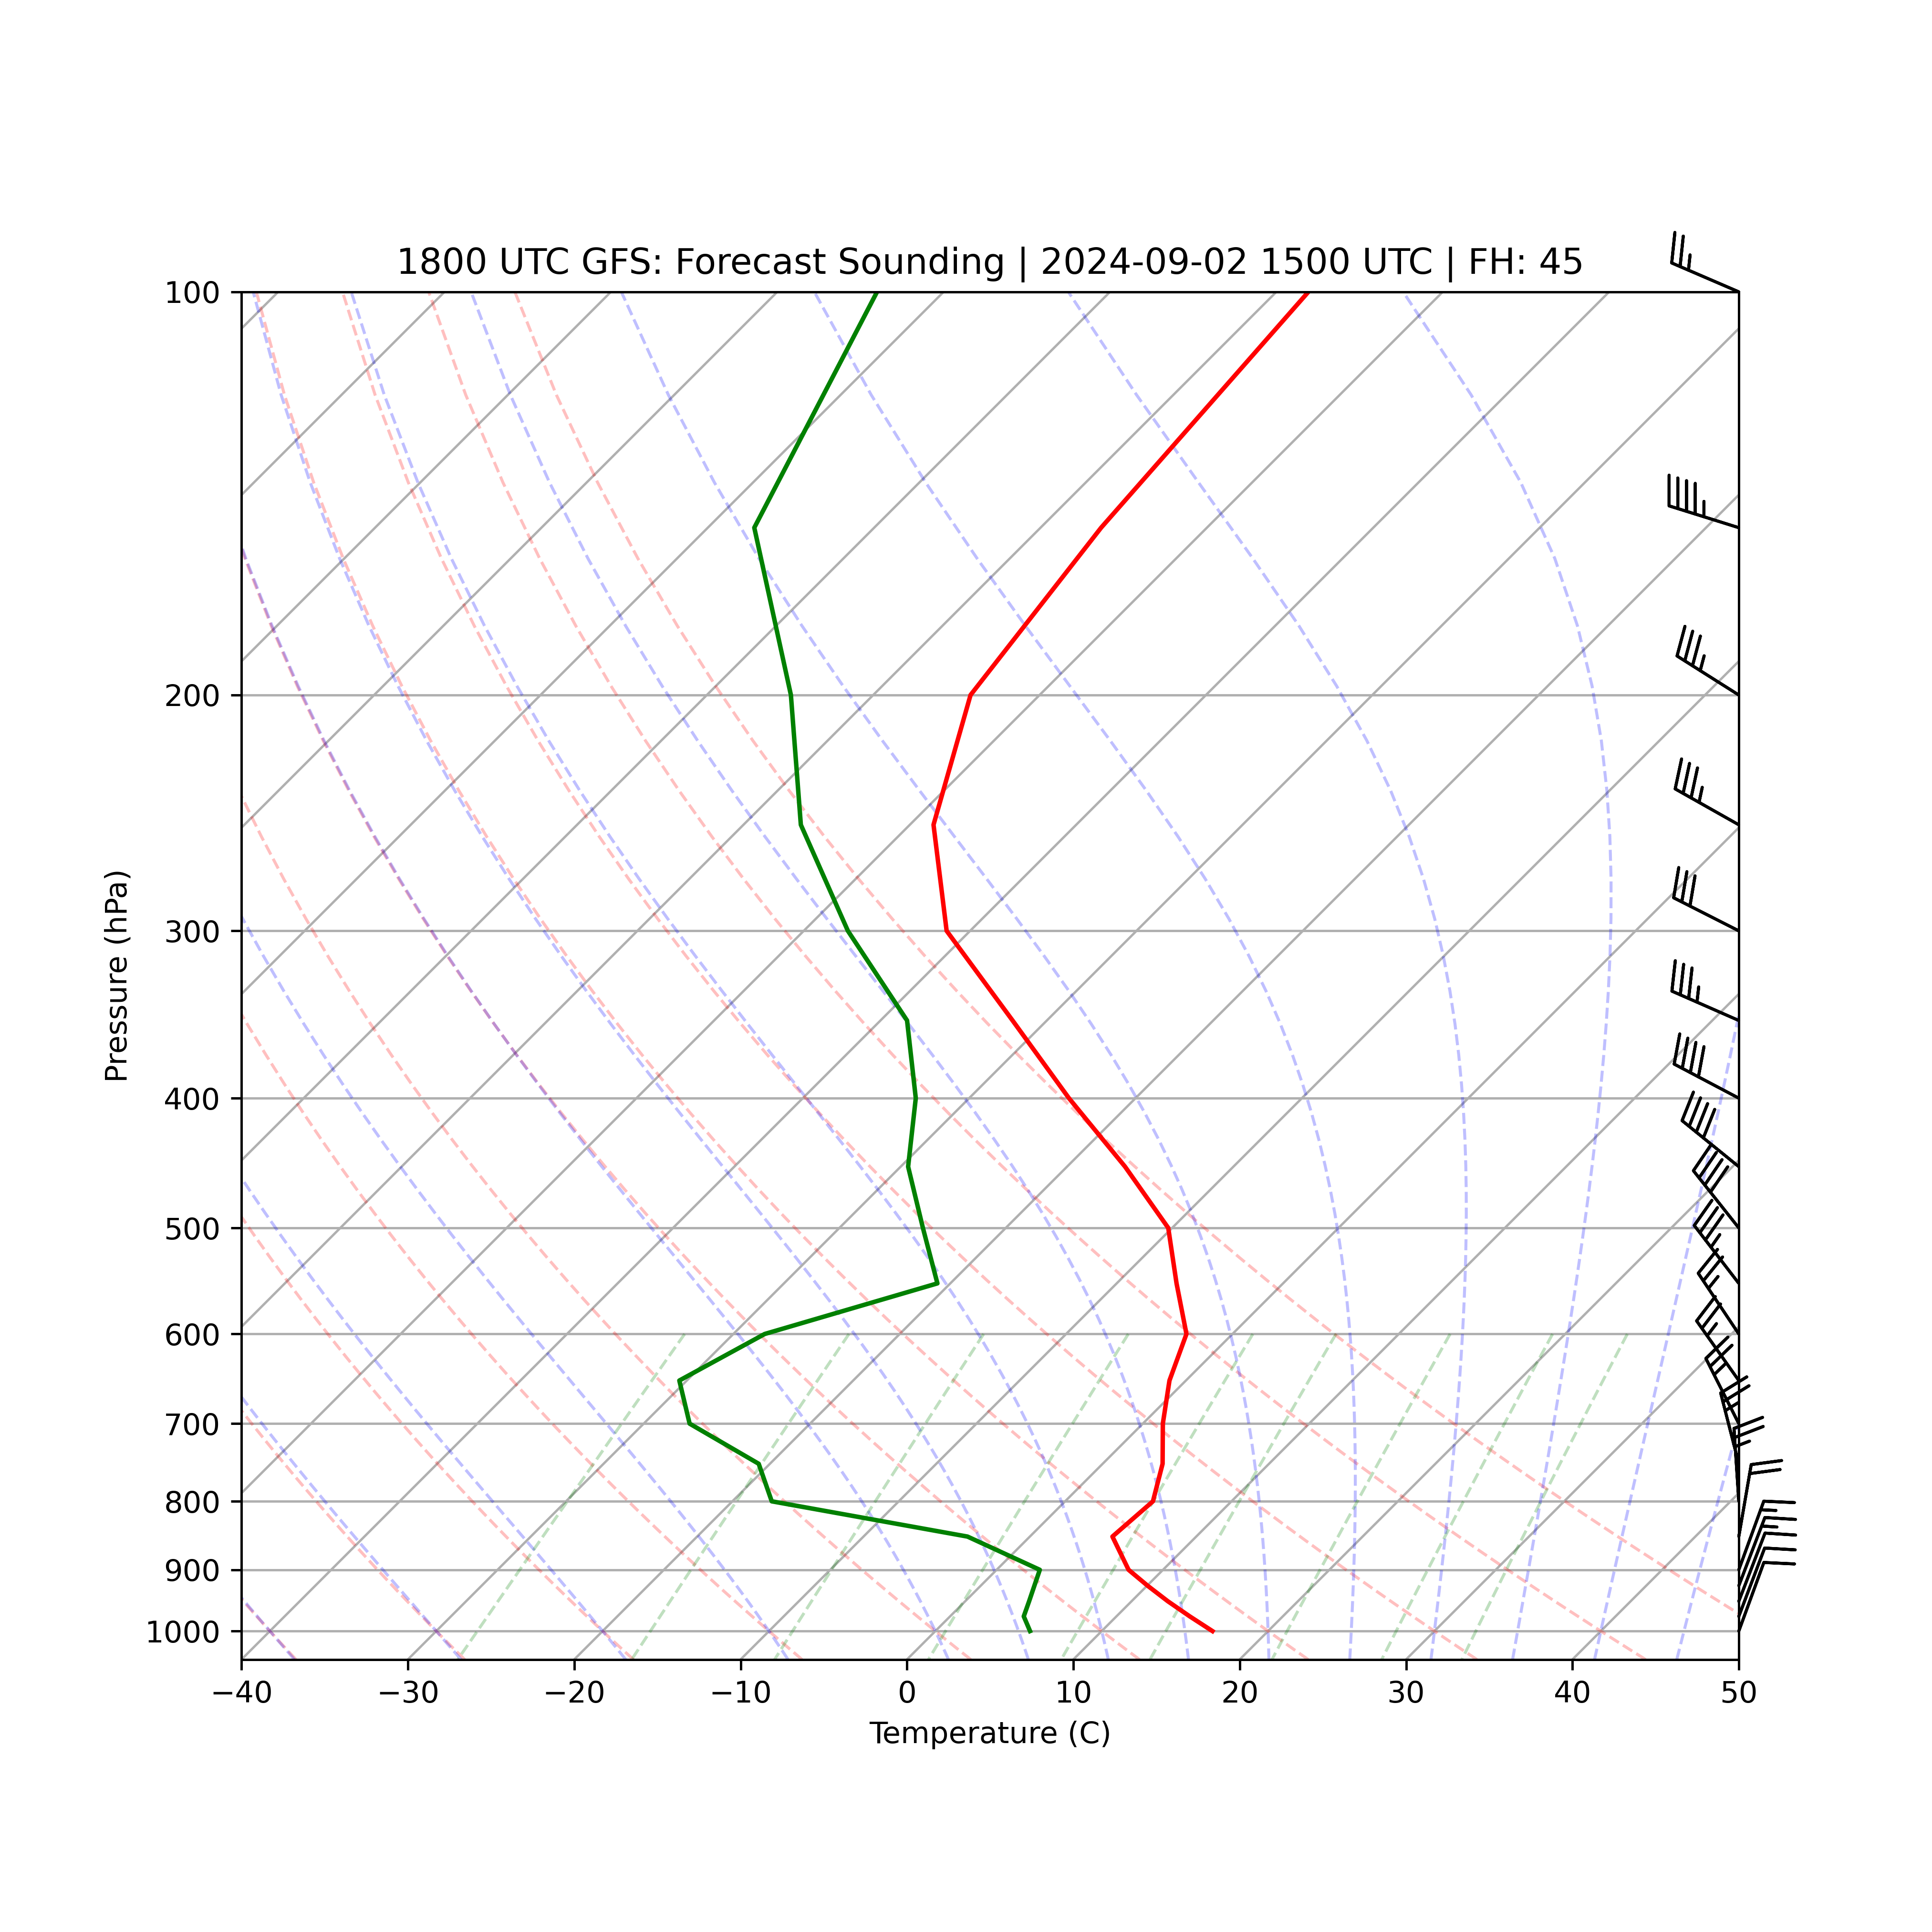 1800 UTC GFS: Forecast Sounding | 2024-09-02 1500 UTC | FH: 45
100
200
300
400
500
600
700
800
900
1000
Pressure (hPa)
−40 −30 −20 −10 0 10 20 30 40 50
Temperature (C)